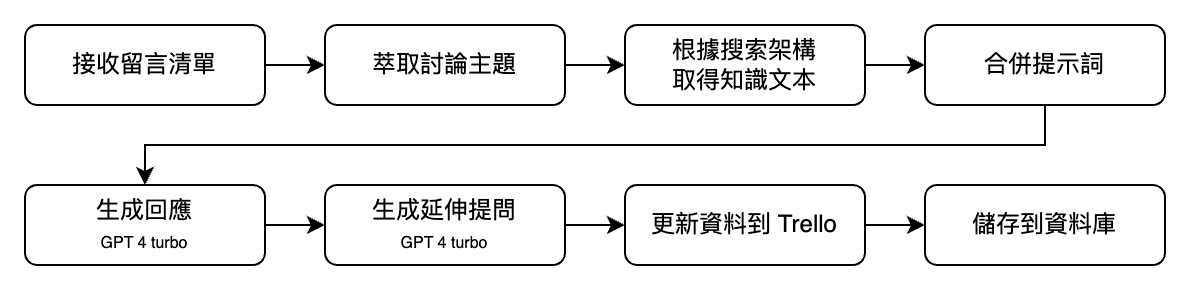 接收留言清單
萃取討論主題
根據搜索架構
取得知識文本
合併提示詞
生成回應
GPT 4 turbo
生成延伸提問
GPT 4 turbo
更新資料到 Trello
儲存到資料庫